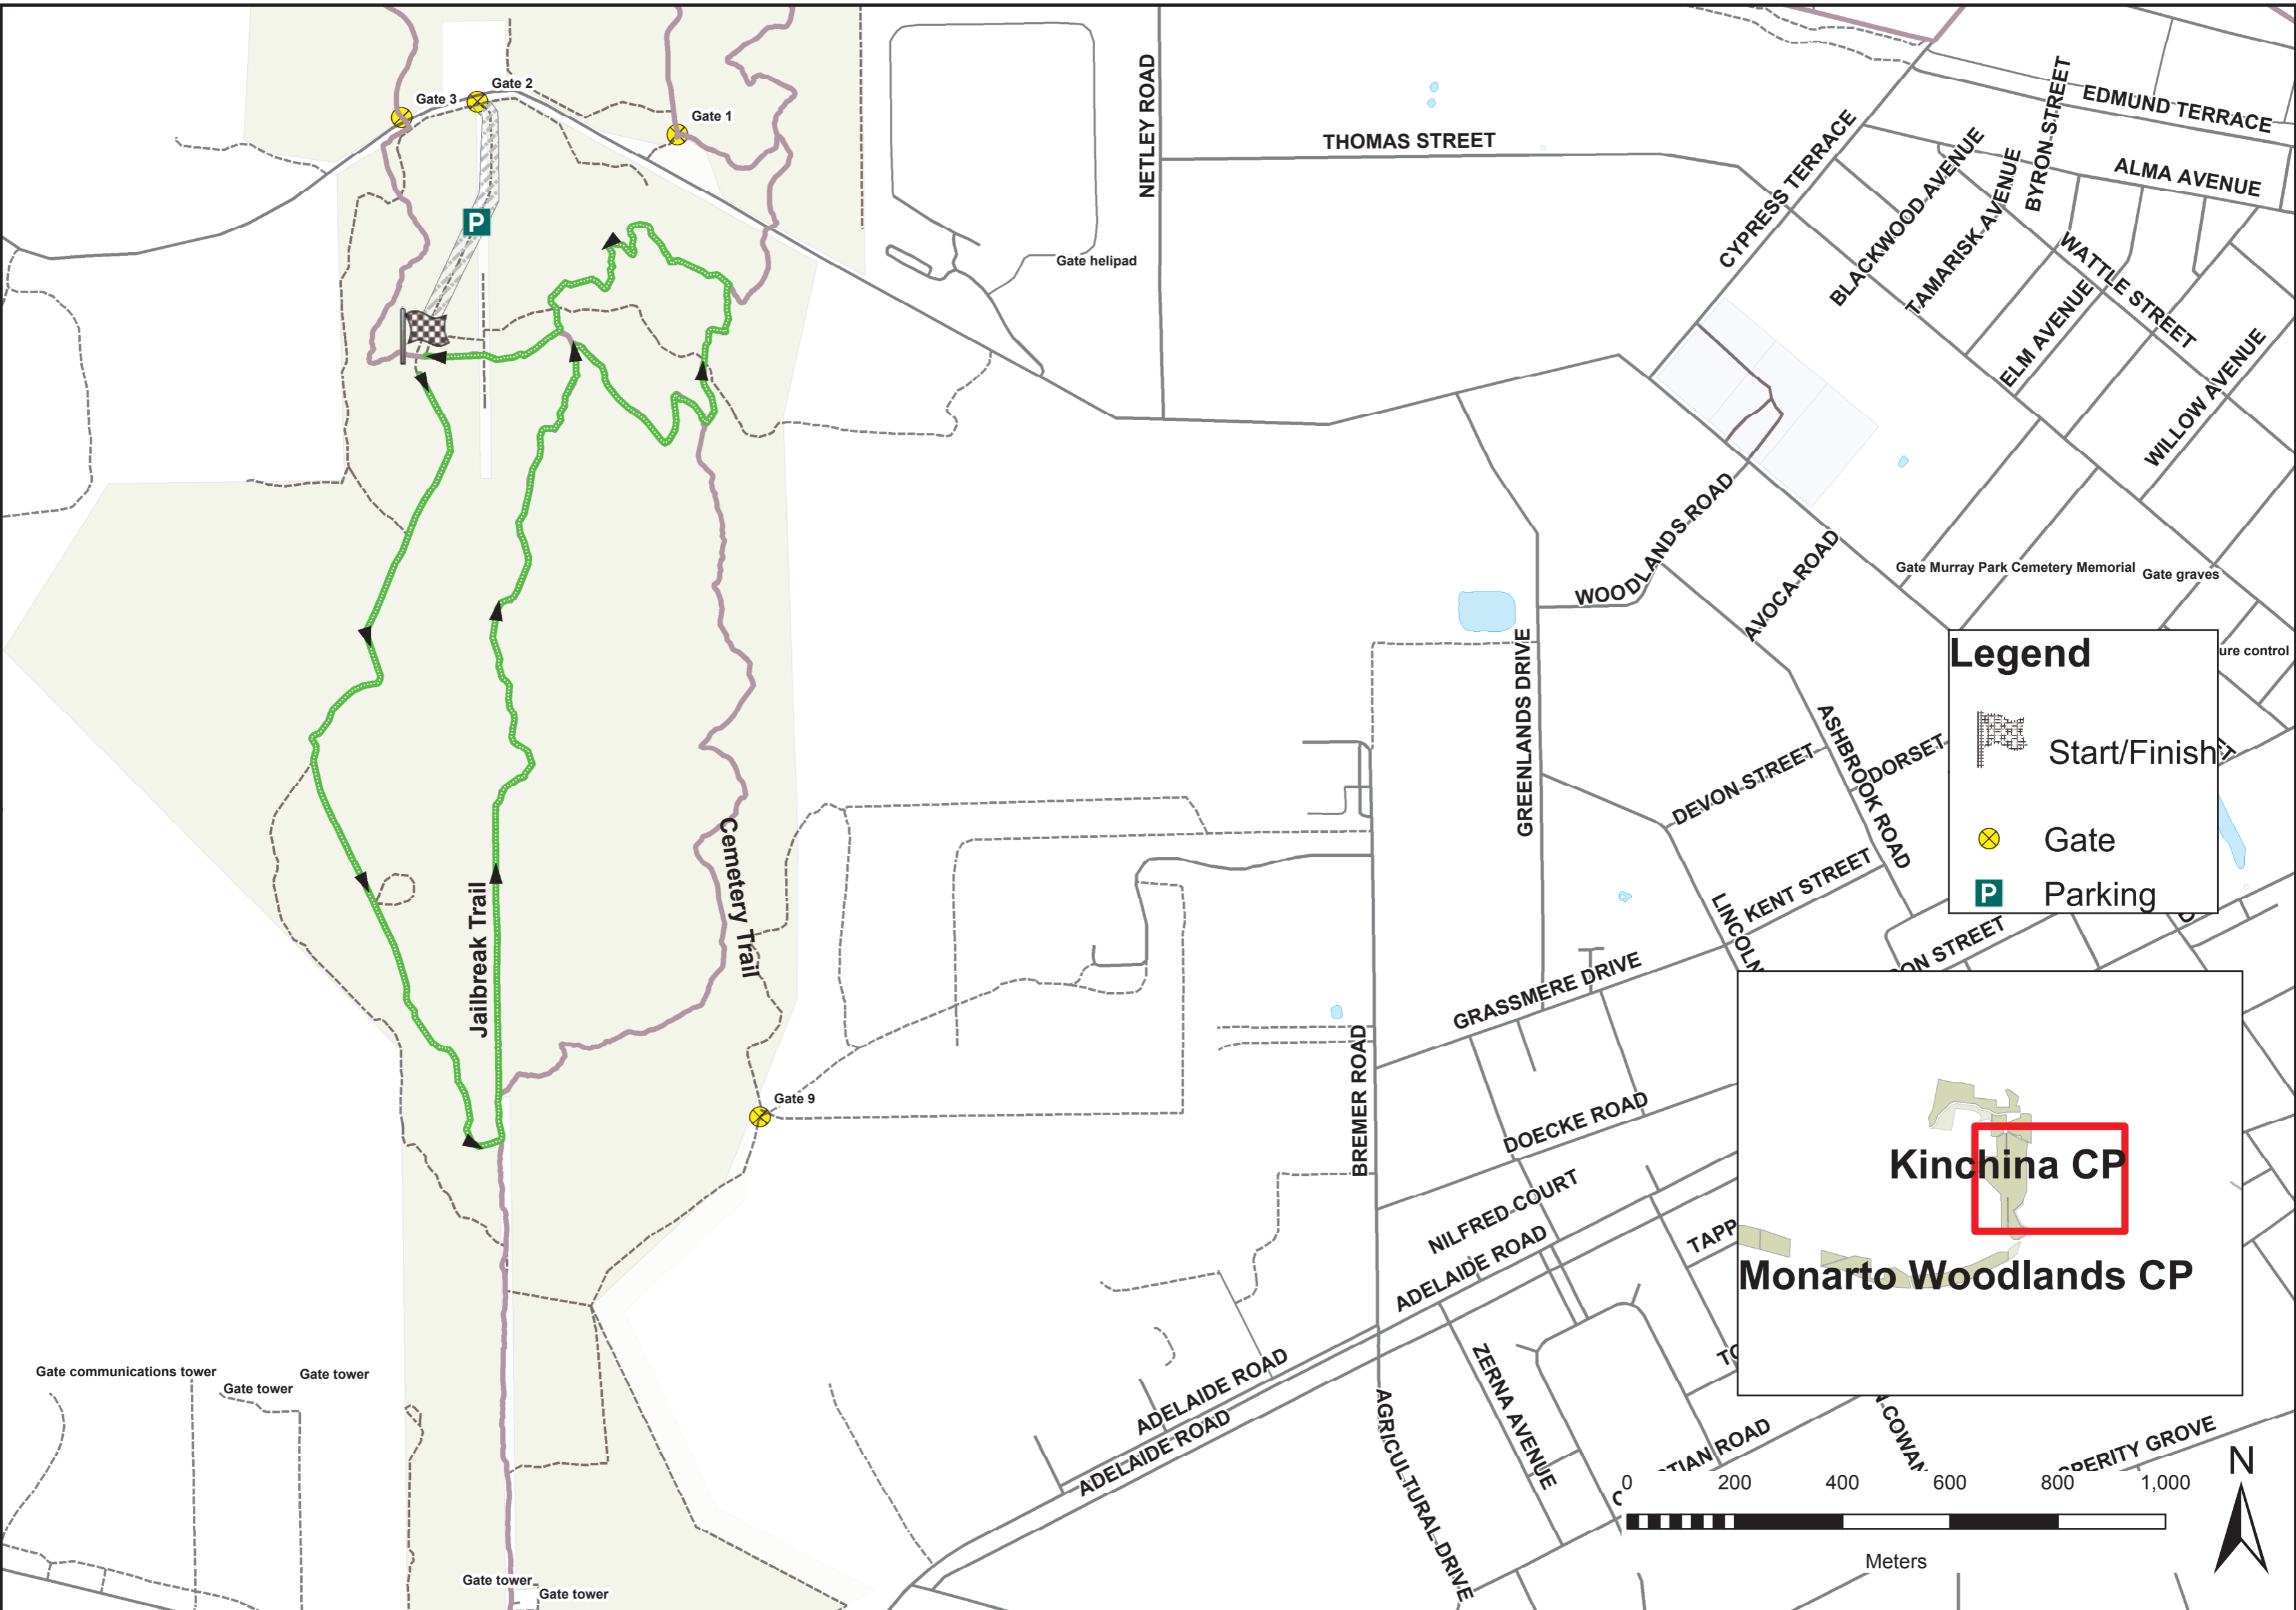 Gate 3
Gate 2
Gate 1
P
NETLEY ROAD
THOMAS STREET
Gate helipad
CYPRESS TERRACE
BLACKWOOD AVENUE
TAMARISK AVENUE
BYRON STREET
EDMUND TERRACE
ALMA AVENUE
WATTLE STREET
ELM AVENUE
WILLOW AVENUE
WOODLANDS ROAD
AVOCA ROAD
Gate Murray Park Cemetery Memorial
Gate graves
ure control
GREENLANDS DRIVE
ASHBROOK ROAD
DEVON STREET
DORSET
KENT STREET
LINCOLN
ON STREET
GRASSMERE DRIVE
BREMER ROAD
DOECKE ROAD
NILFRED COURT
ADELAIDE ROAD
TAPP
ADELAIDE ROAD
ADELAIDE ROAD
ZERNA AVENUE
AGRICULTURAL DRIVE
TIAN ROAD
COWAN
PERITY GROVE
Cemetery Trail
Jailbreak Trail
Gate 9
Gate communications tower
Gate tower
Gate tower
Gate tower
Gate tower
Legend
Start/Finish
Gate
P Parking
Kinchina CP
Monarto Woodlands CP
0 200 400 600 800 1,000
Meters
N